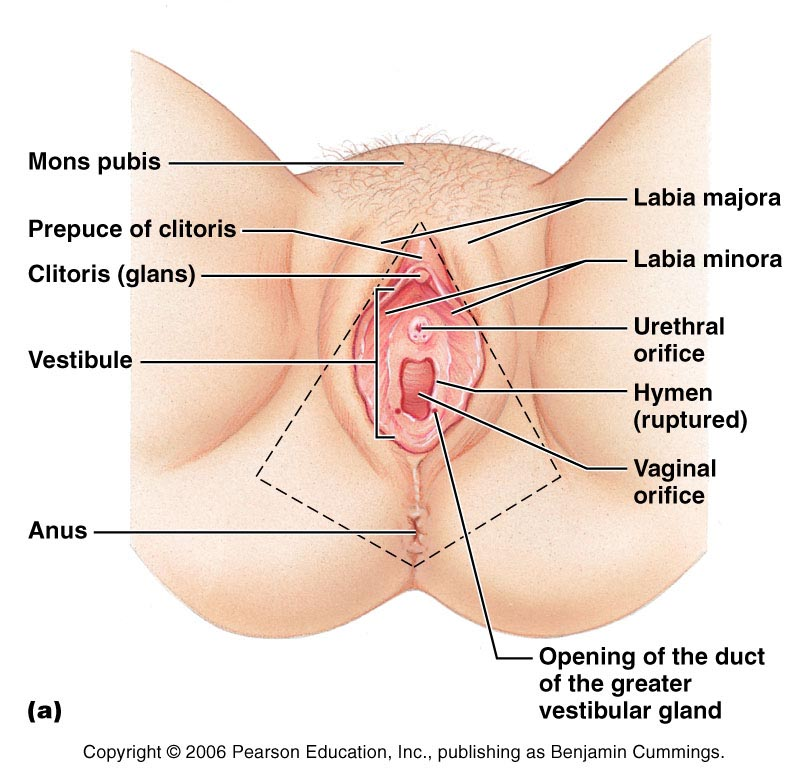 Mons pubis
Prepuce of clitoris
Clitoris (glans)
Vestibule
Anus
Labia majora
Labia minora
Urethral
orifice
Hymen
(ruptured)
Vaginal
orifice
Opening of the duct
of the greater
vestibular gland
(a)
Copyright © 2006 Pearson Education, Inc., publishing as Benjamin Cummings.